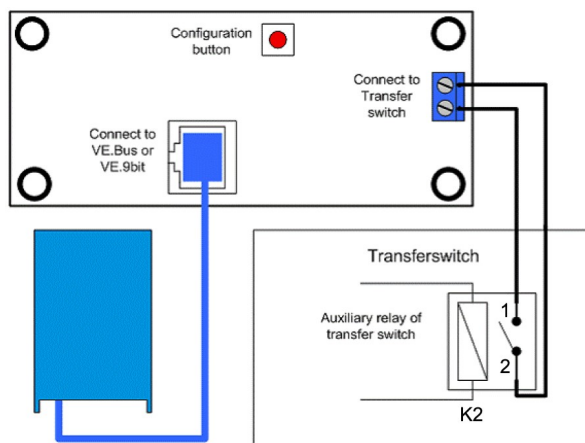 Configuration
button
Connect to
Transfer
switch
Connect to
VE.Bus or
VE.9bit
Transferswitch
Auxiliary relay of
transfer switch
1
2
K2